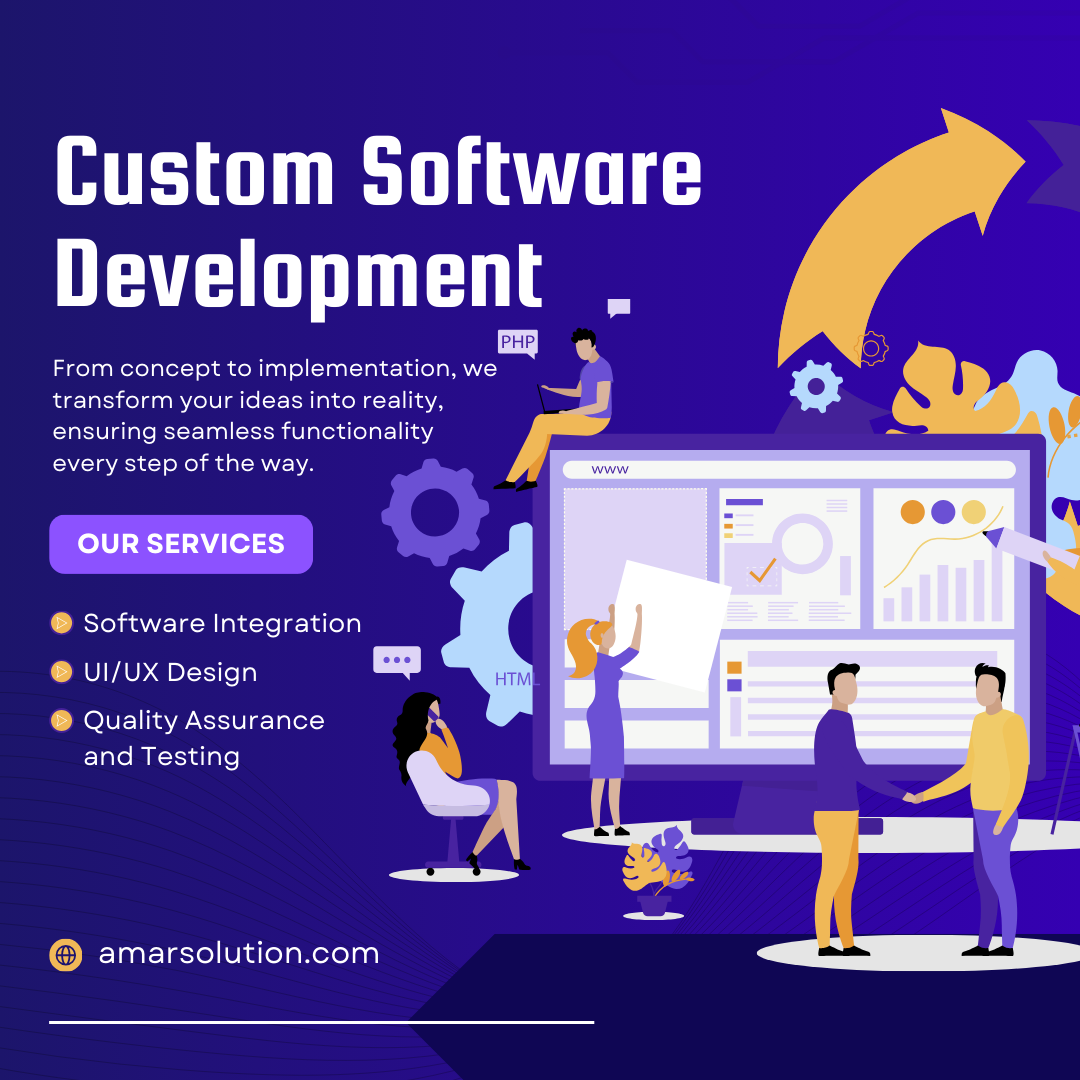 Custom Software
Development
PHP
From concept to implementation, we
transform your ideas into reality,
ensuring seamless functionality
every step of the way.
www
OUR SERVICES
Software Integration
UI/UX Design
HTML
Quality Assurance
and Testing
amarsolution.com